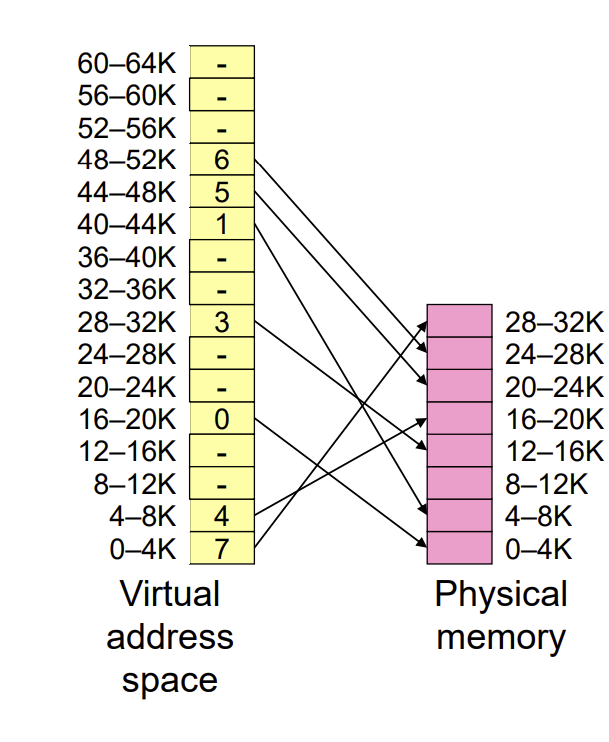 60–64K -
56–60K -
52–56K -
48–52K 6
44–48K 5
40–44K 1
36–40K -
32–36K -
28–32K 3 28–32K
24–28K - 24–28K
20–24K - 20–24K
16–20K 0 16–20K
12–16K - 12–16K
8–12K - 8–12K
4–8K 4 4–8K
0–4K 7 0–4K
Virtual
address
space
Physical
memory